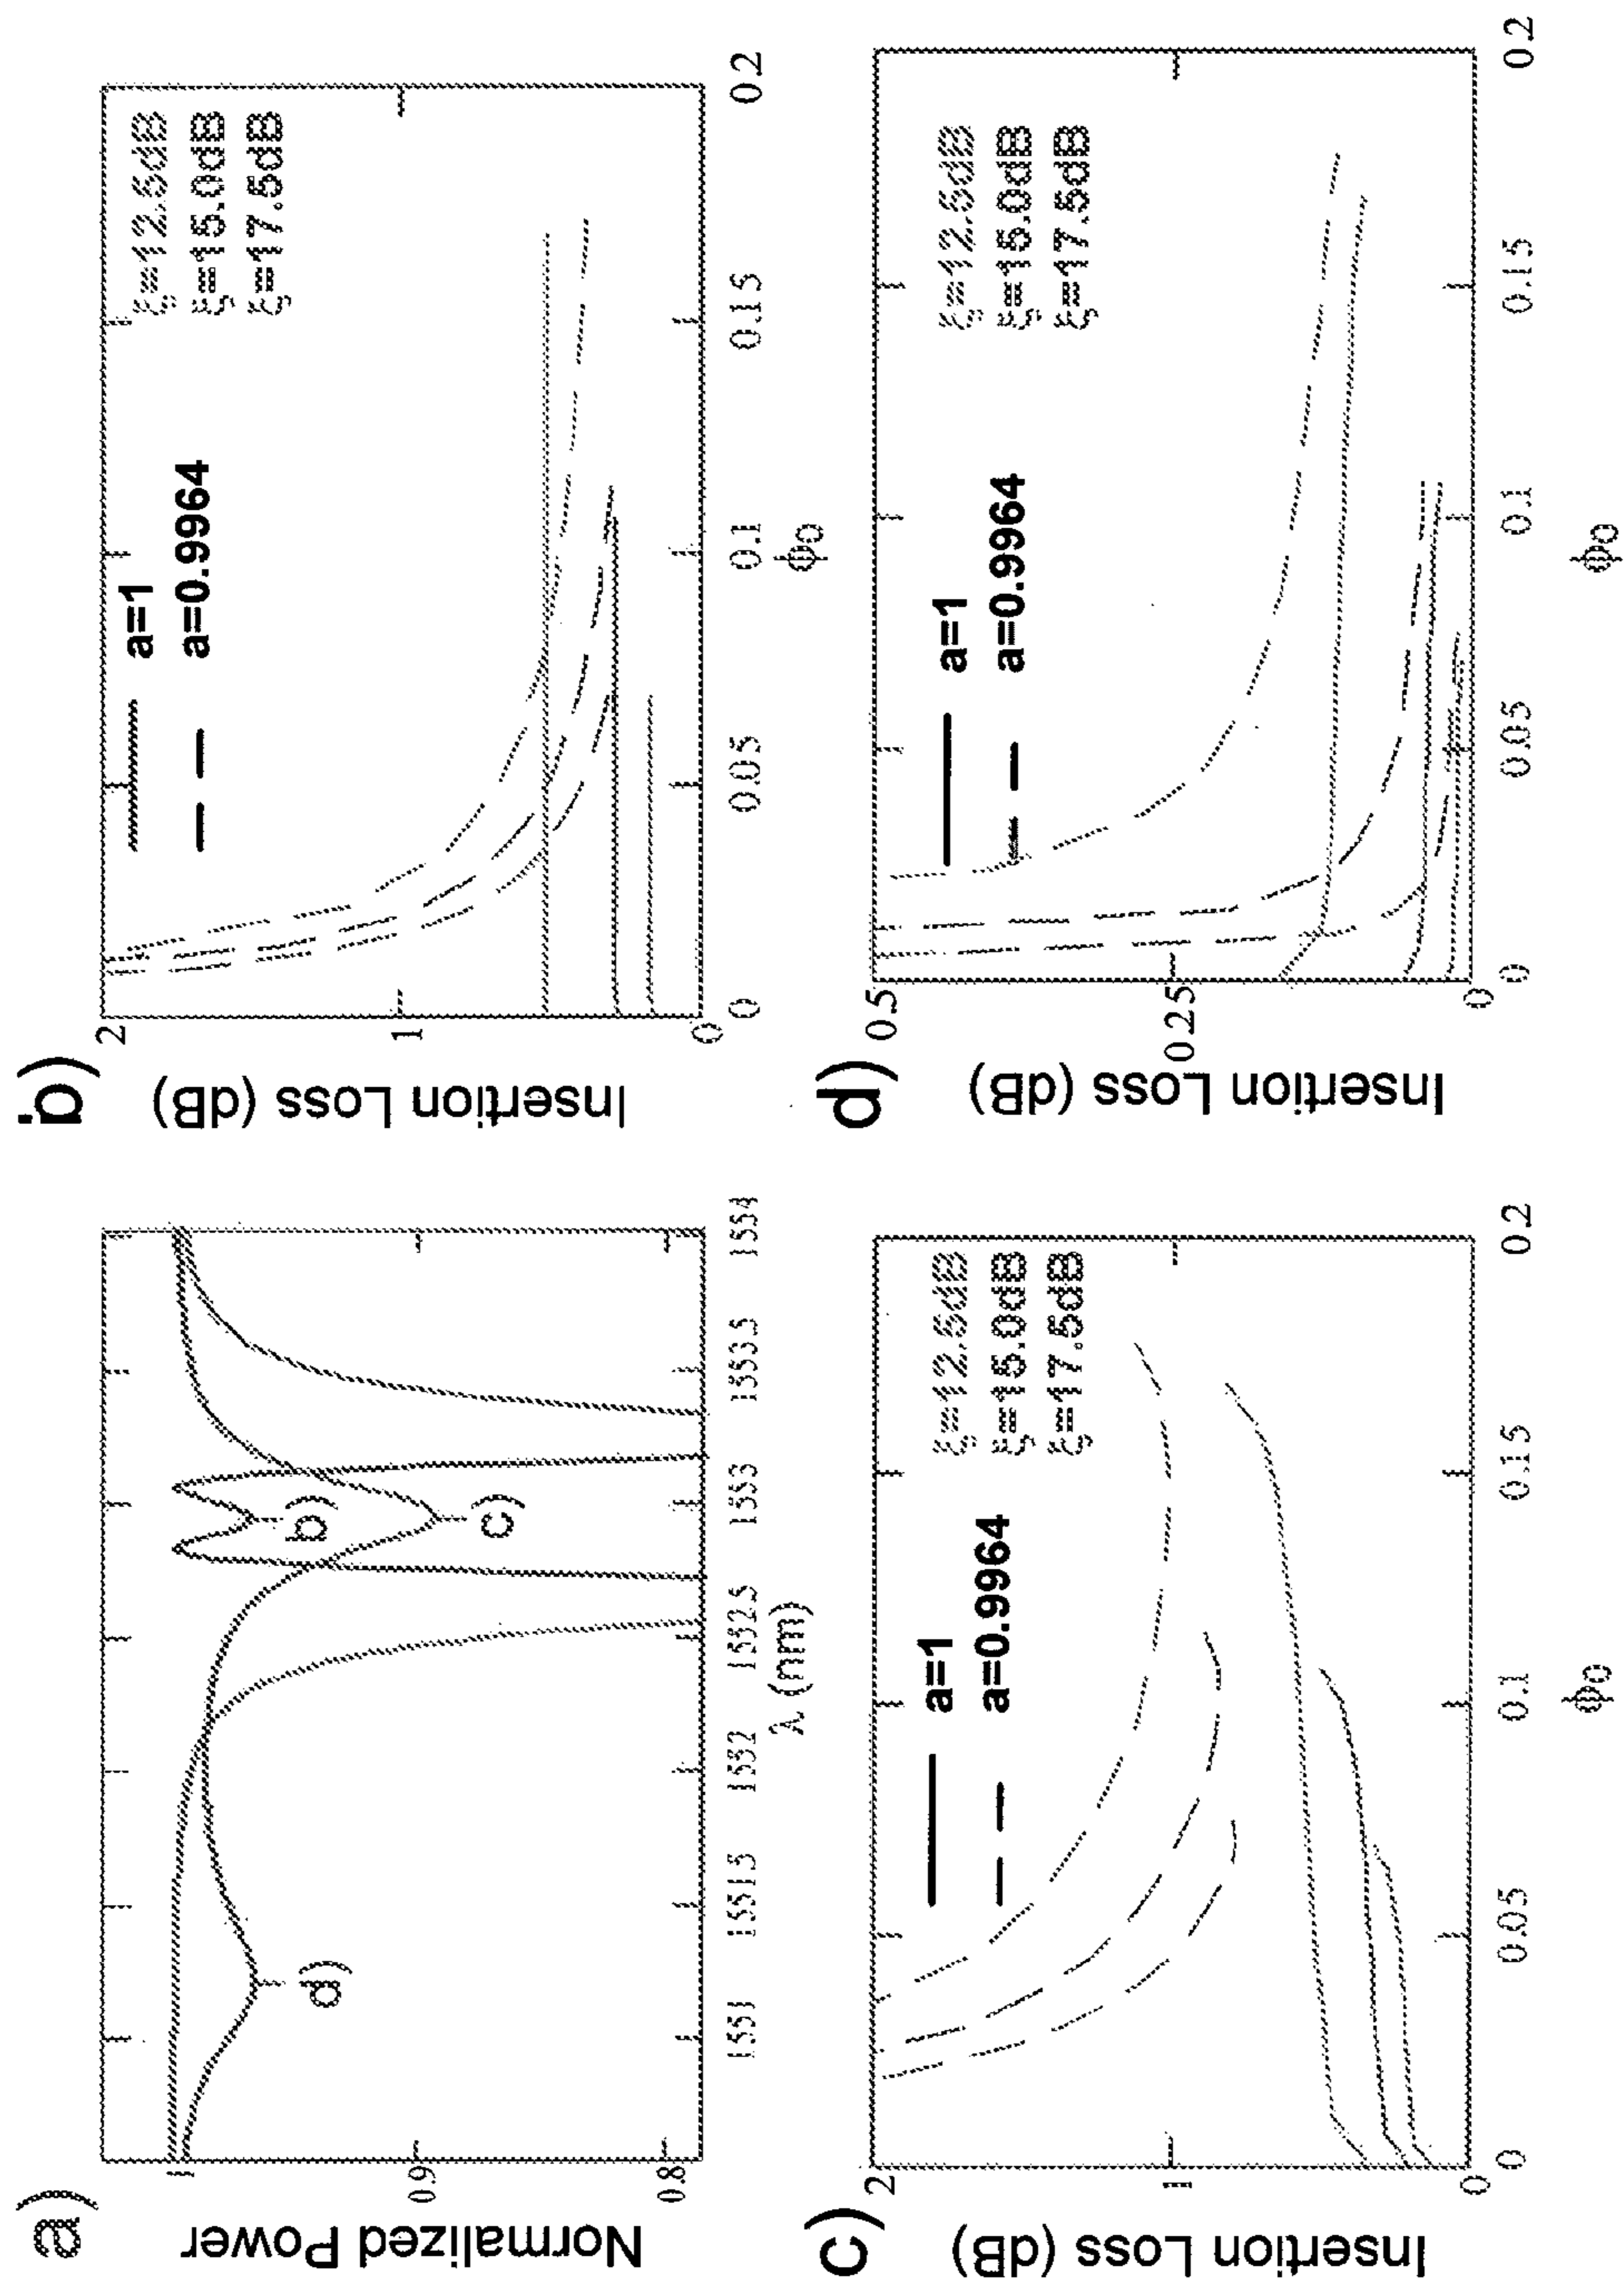 a)
Normalized Power
1
0.9
0.8
b)
c)
d)
1551
1551.5
1552
1552.5
1553
1553.5
1554
λ (nm)
b)
Insertion Loss (dB)
2
1
0
a=1
a=0.9964
ξ=12.5dB
ξ=15.0dB
ξ=17.5dB
0
0.05
0.1
0.15
0.2
ϕ0
c)
Insertion Loss (dB)
2
1
0
a=1
a=0.9964
ξ=12.5dB
ξ=15.0dB
ξ=17.5dB
0
0.05
0.1
0.15
0.2
ϕ0
d)
Insertion Loss (dB)
0.5
0.25
0
a=1
a=0.9964
ξ=12.5dB
ξ=15.0dB
ξ=17.5dB
0
0.05
0.1
0.15
0.2
ϕ0